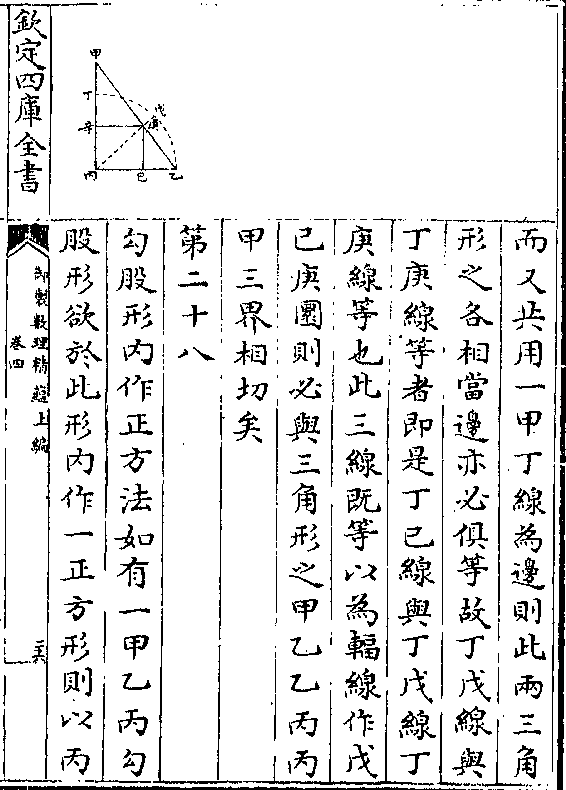 而又共用一甲丁線為邊則此兩三角
形之各相當邊亦必俱等故丁戊線與
丁庚線等者即是丁己線與丁戊線丁
庚線等也此三線既等以為輻線作戊
己庚圜則必與三角形之甲乙乙丙丙
甲三界相切矣
第二十八
勾股形内作正方法如有一甲乙丙勾
股形欲於此形内作一正方形則以丙
甲
丁
戊
辛
庚
丙
己
乙
欽定四庫全書
御製數理精蕴上編
卷四